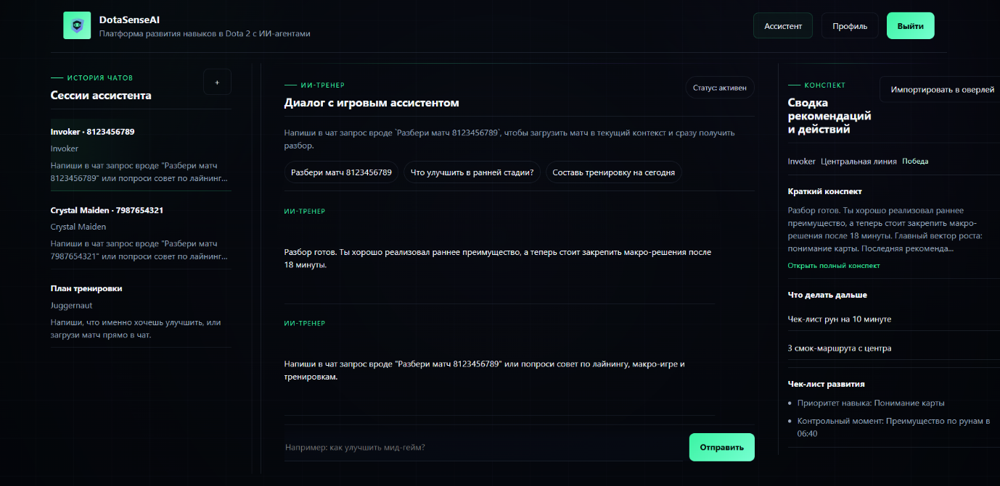 DotaSenseAI
Платформа развития навыков в Dota 2 с ИИ-агентами
Ассистент
Профиль
Выйти
ИСТОРИЯ ЧАТОВ
+
Сессии ассистента
Invoker · 8123456789
Invoker
Напиши в чат запрос вроде "Разбери матч
8123456789" или попроси совет по лайнинг...
Crystal Maiden · 7987654321
Crystal Maiden
Напиши в чат запрос вроде "Разбери матч
7987654321" или попроси совет по лайнинг...
План тренировки
Juggernaut
Напиши, что именно хочешь улучшить, или
загрузи матч прямо в чат.
ИИ-ТРЕНЕР
Диалог с игровым ассистентом
Статус: активен
Напиши в чат запрос вроде `Разбери матч 8123456789`, чтобы загрузить матч в текущий контекст и сразу получить
разбор.
Разбери матч 8123456789
Что улучшить в ранней стадии?
Составь тренировку на сегодня
ИИ-ТРЕНЕР
Разбор готов. Ты хорошо реализовал раннее преимущество, а теперь стоит закрепить макро-решения после
18 минуты.
ИИ-ТРЕНЕР
Напиши в чат запрос вроде "Разбери матч 8123456789" или попроси совет по лайнингу, макро-игре и
тренировкам.
Например: как улучшить мид-гейм?
Отправить
КОНСПЕКТ
Сводка
рекомендаций
и действий
Импортировать в оверлей
Invoker Центральная линия Победа
Краткий конспект
Разбор готов. Ты хорошо реализовал раннее
преимущество, а теперь стоит закрепить макро-
решения после 18 минуты. Главный вектор роста:
понимание карты. Последняя рекоменда...
Открыть полный конспект
Что делать дальше
Чек-лист рун на 10 минуте
3 смок-маршрута с центра
Чек-лист развития
Приоритет навыка: Понимание карты
Контрольный момент: Преимущество по рунам в
06:40